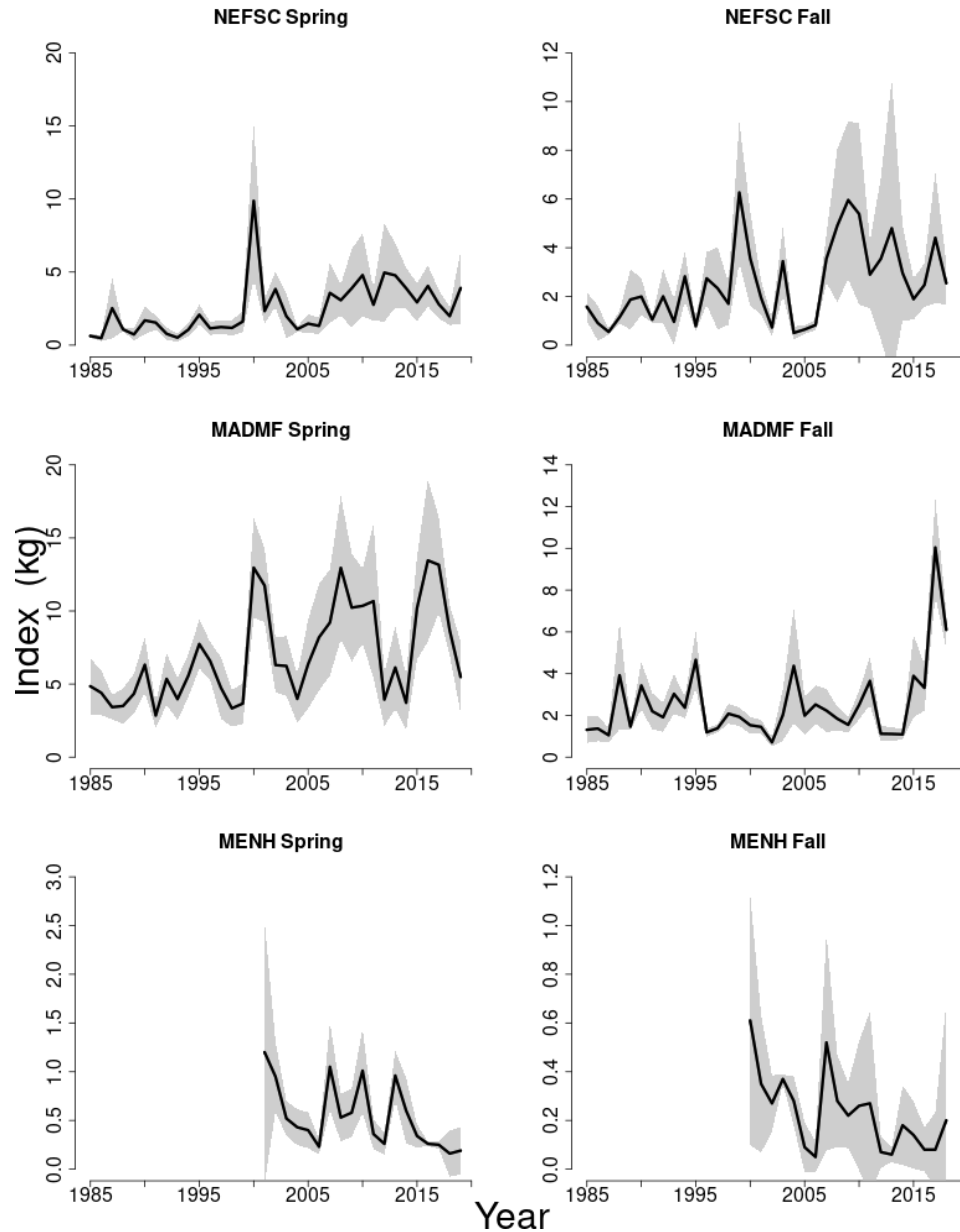 NEFSC Spring
NEFSC Fall
20
15
10
5
0
1985 1995 2005 2015
12
10
8
6
4
2
0
1985 1995 2005 2015
MADMF Spring
MADMF Fall
20
15
10
5
0
1985 1995 2005 2015
14
12
10
8
6
4
2
0
1985 1995 2005 2015
Index (kg)
MENH Spring
MENH Fall
3.0
2.5
2.0
1.5
1.0
0.5
0.0
1985 1995 2005 2015
1.2
1.0
0.8
0.6
0.4
0.2
0.0
1985 1995 2005 2015
Year